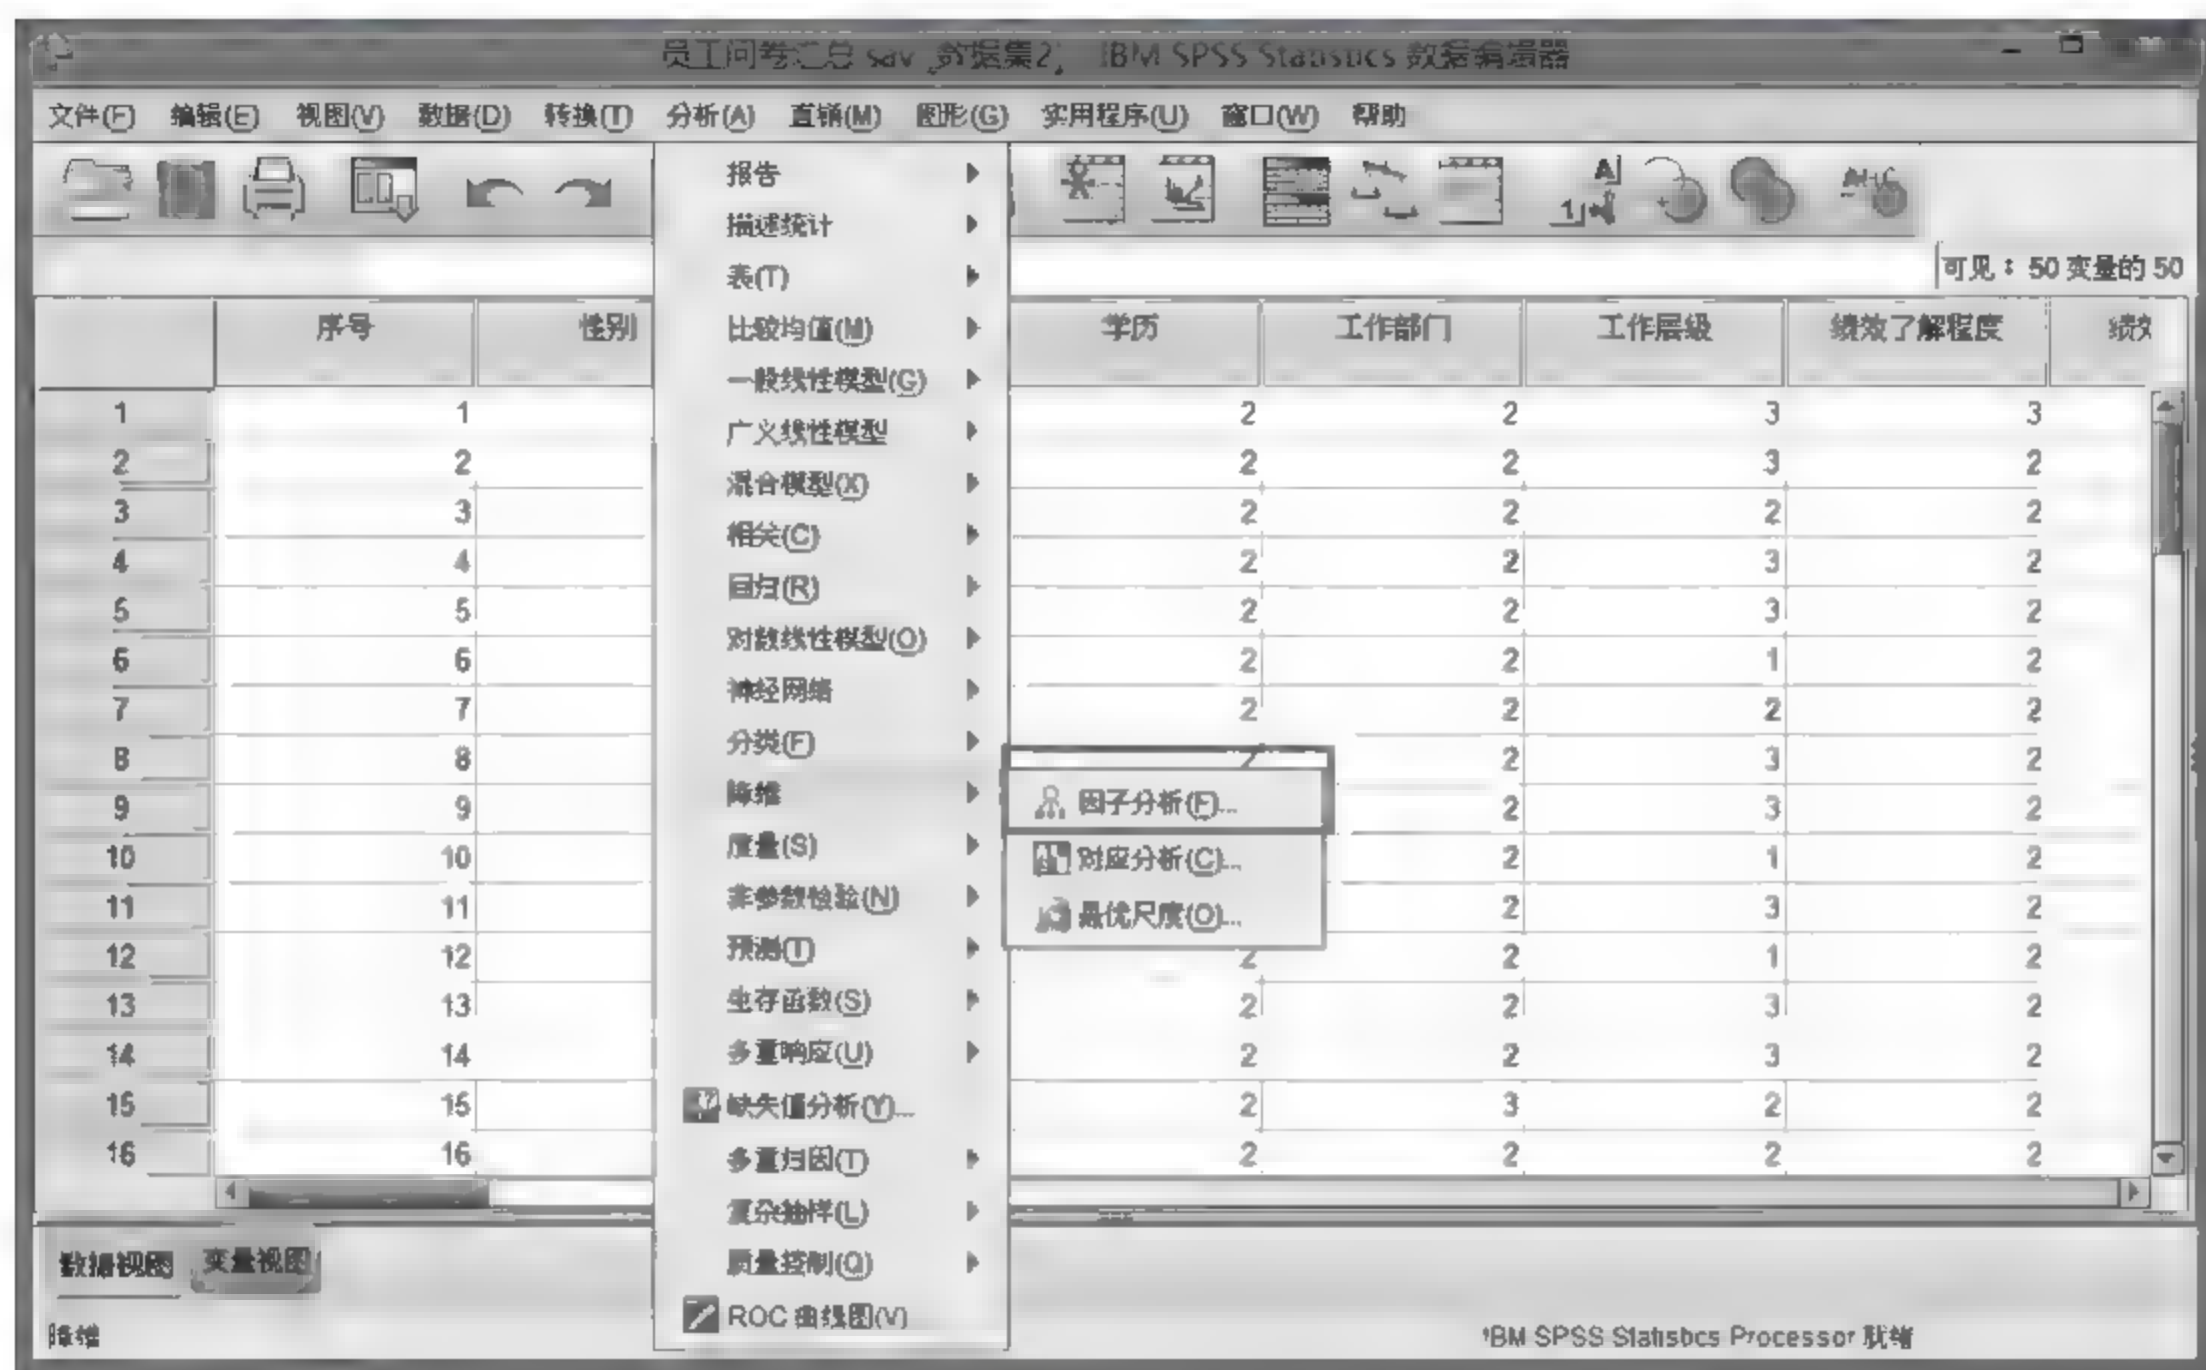 员工问卷汇总 sav 数据集2 IBM SPSS Statistics 数据编辑器
文件(F) 编辑(E) 视图(V) 数据(D) 转换(T) 分析(A) 直销(M) 图形(G) 实用程序(U) 窗口(W) 帮助
可见：50 变量的 50
序号 性别 学历 工作部门 工作层级 绩效了解程度 绩效
1 1 2 2 3 3
2 2 2 2 3 2
3 3 2 2 2 2
4 4 2 2 3 2
5 5 2 2 3 2
6 6 2 2 1 2
7 7 2 2 2 2
8 8 2 2 3 2
9 9 2 3 2
10 10 2 1 2
11 11 2 3 2
12 12 2 2 1 2
13 13 2 2 3 2
14 14 2 2 3 2
15 15 2 3 2 2
16 16 2 2 2 2
报告
描述统计
表(T)
比较均值(M)
一般线性模型(G)
广义线性模型
混合模型(X)
相关(C)
回归(R)
对数线性模型(O)
神经网络
分类(F)
降维
度量(S)
非参数检验(N)
预测(T)
生存函数(S)
多重响应(U)
缺失值分析(Y)...
多重归因(T)
复杂抽样(L)
质量控制(Q)
ROC 曲线图(V)
因子分析(F)...
对应分析(C)...
最优尺度(O)...
数据视图 变量视图
降维
IBM SPSS Statistics Processor 就绪